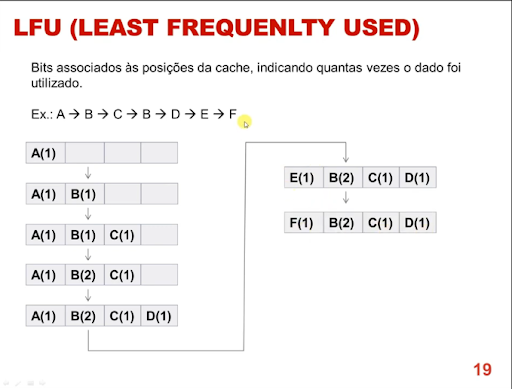 LFU (LEAST FREQUENLTY USED)
Bits associados às posições da cache, indicando quantas vezes o dado foi
utilizado.
Ex.: A → B → C → B → D → E → F
A(1)
A(1) B(1)
A(1) B(1) C(1)
A(1) B(2) C(1)
A(1) B(2) C(1) D(1)
E(1) B(2) C(1) D(1)
F(1) B(2) C(1) D(1)
19